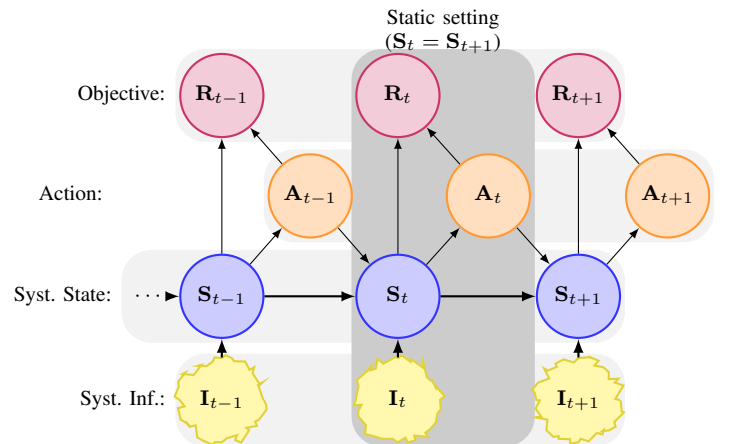 Static setting
(S_t = S_{t+1})
Objective: R_{t−1} R_t R_{t+1}
Action: A_{t−1} A_t A_{t+1}
Syst. State: ··· S_{t−1} S_t S_{t+1}
Syst. Inf.: I_{t−1} I_t I_{t+1}